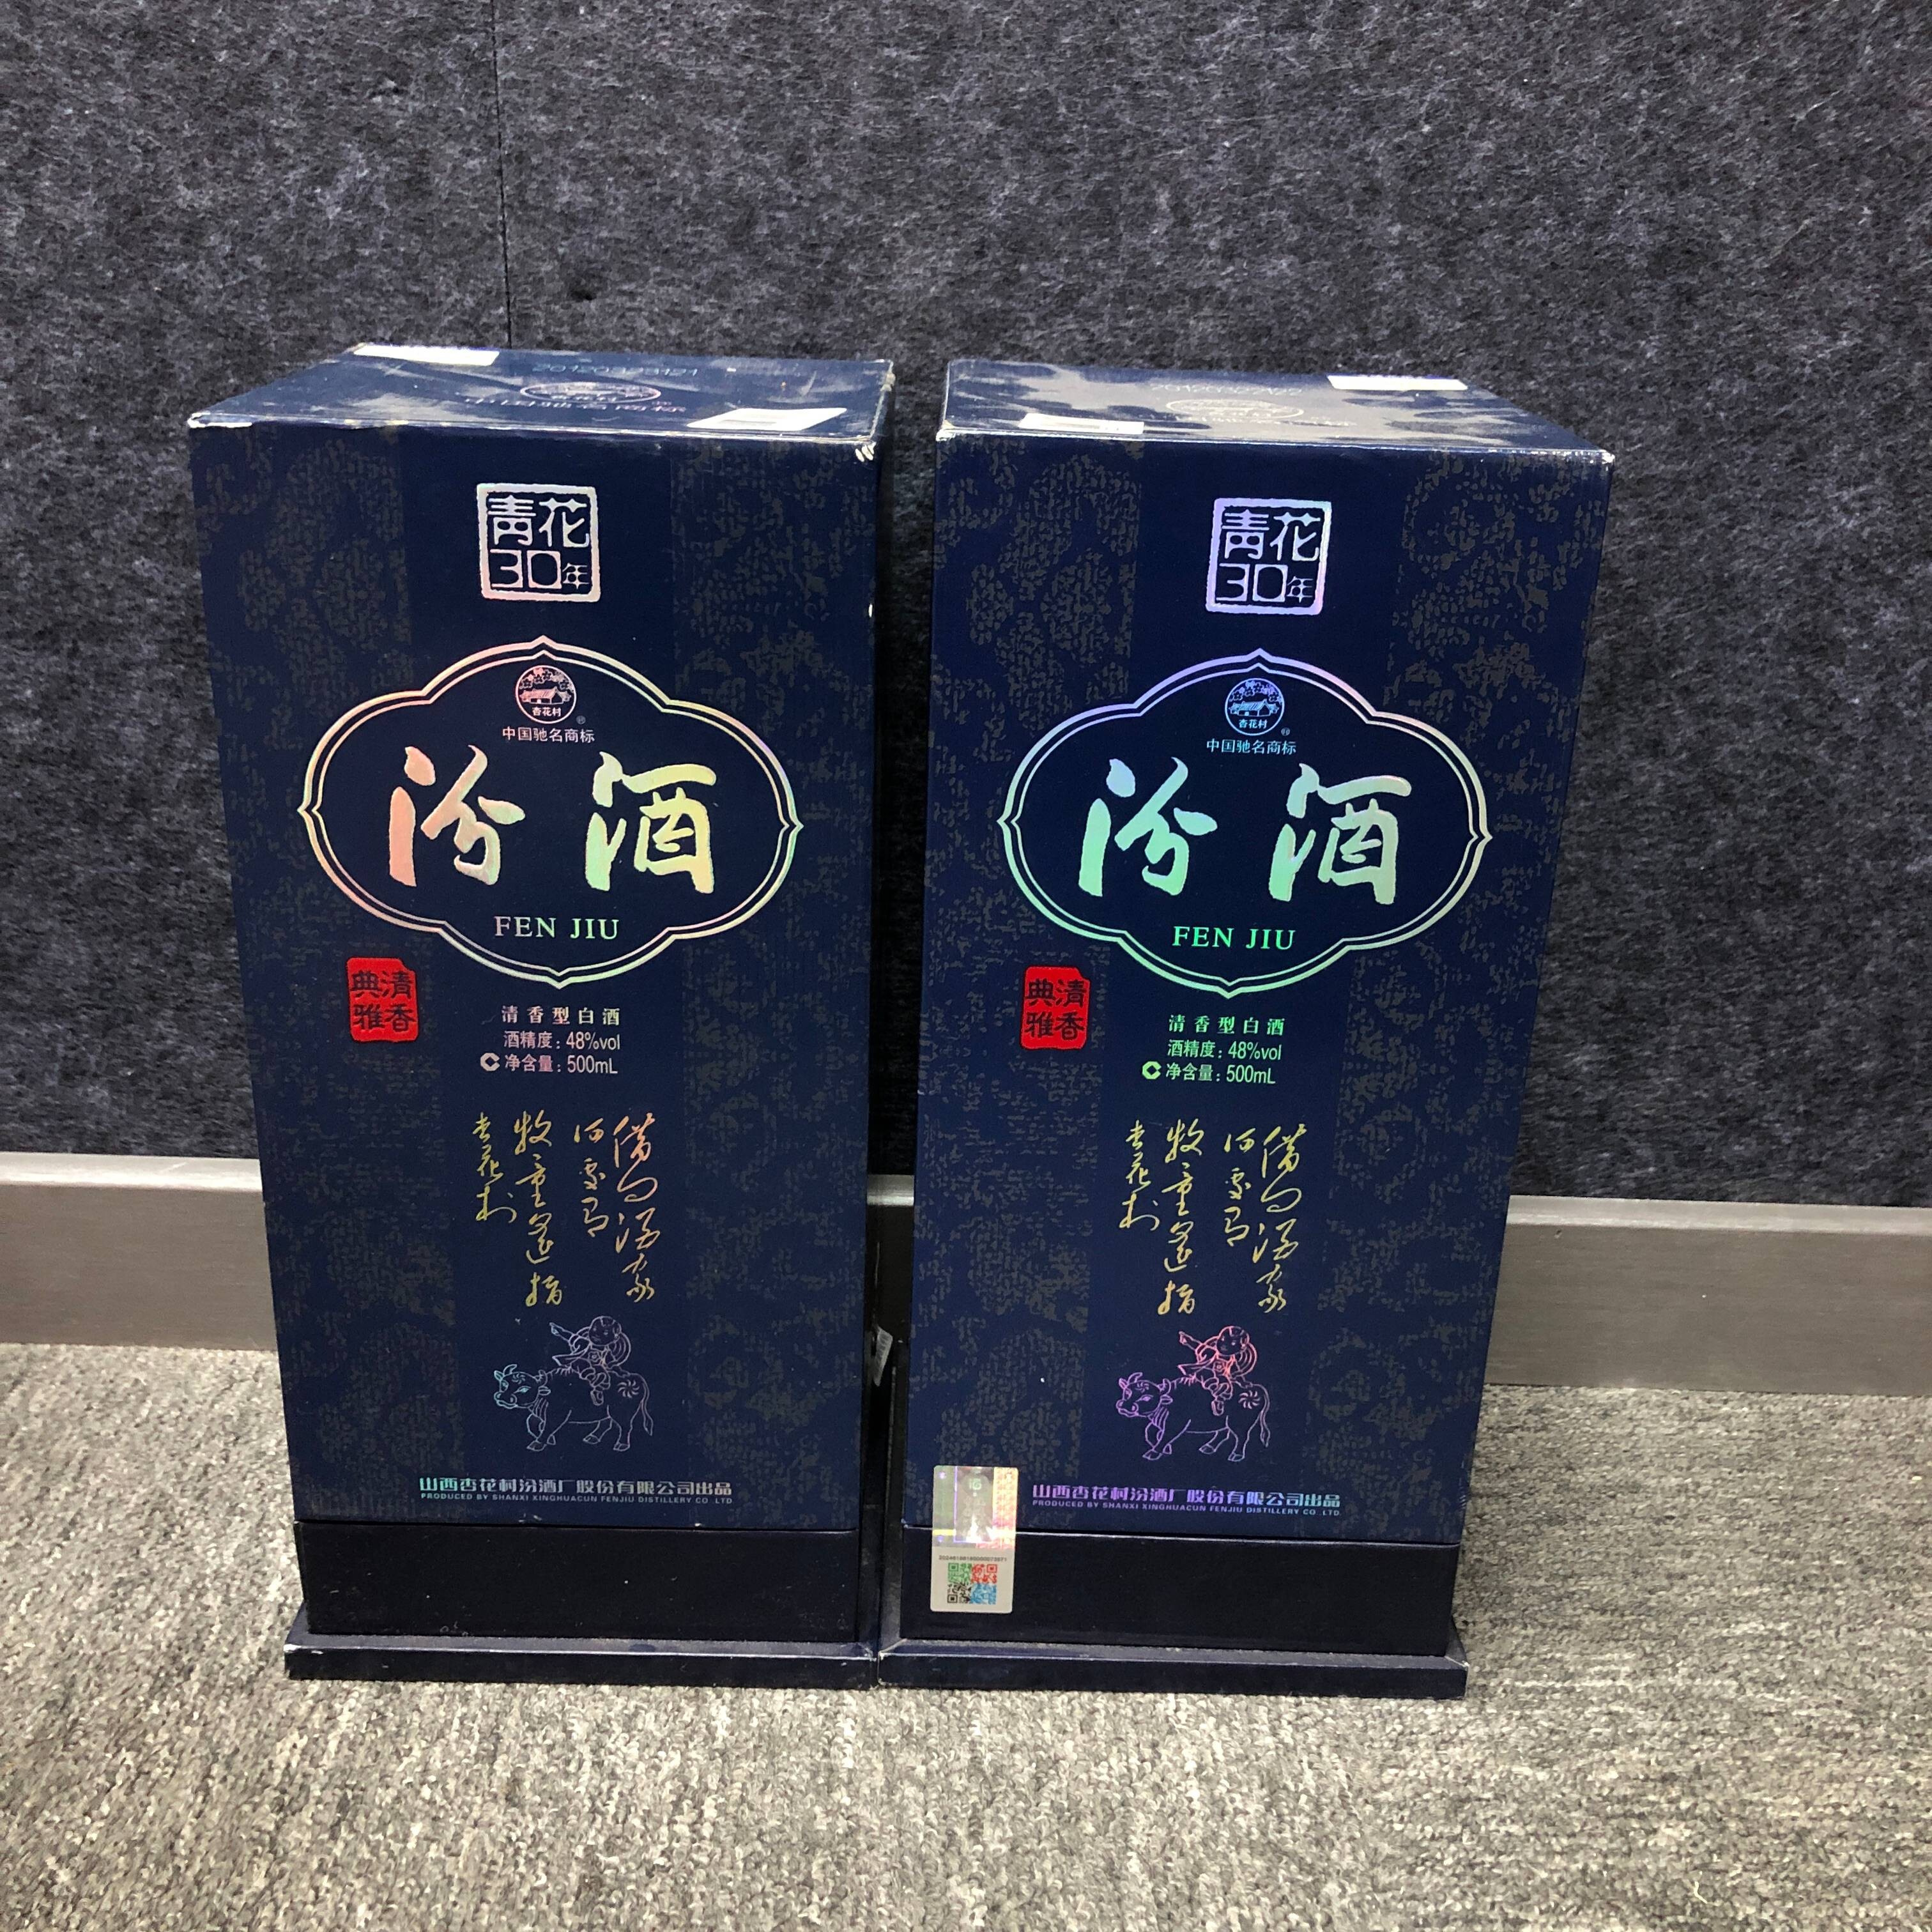 青花
30年
杏花村
®
中国驰名商标
汾酒
FEN JIU
清香
典雅
清香型白酒
酒精度：48%vol
净含量：500mL
借问酒家
何处有
牧童遥指
杏花村
山西杏花村汾酒厂股份有限公司出品
PRODUCED BY SHANXI XINGHUACUN FENJIU DISTILLERY CO .LTD
青花
30年
杏花村
®
中国驰名商标
汾酒
FEN JIU
清香
典雅
清香型白酒
酒精度：48%vol
净含量：500mL
借问酒家
何处有
牧童遥指
杏花村
山西杏花村汾酒厂股份有限公司出品
PRODUCED BY SHANXI XINGHUACUN FENJIU DISTILLERY CO .LTD